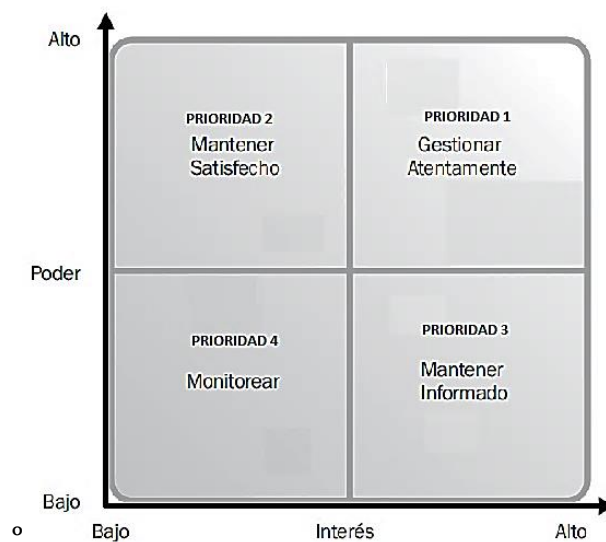 Alto
PRIORIDAD 2
Mantener
Satisfecho
PRIORIDAD 1
Gestionar
Atentamente
Poder
PRIORIDAD 4
Monitorear
PRIORIDAD 3
Mantener
Informado
Bajo
o
Bajo
Interés
Alto